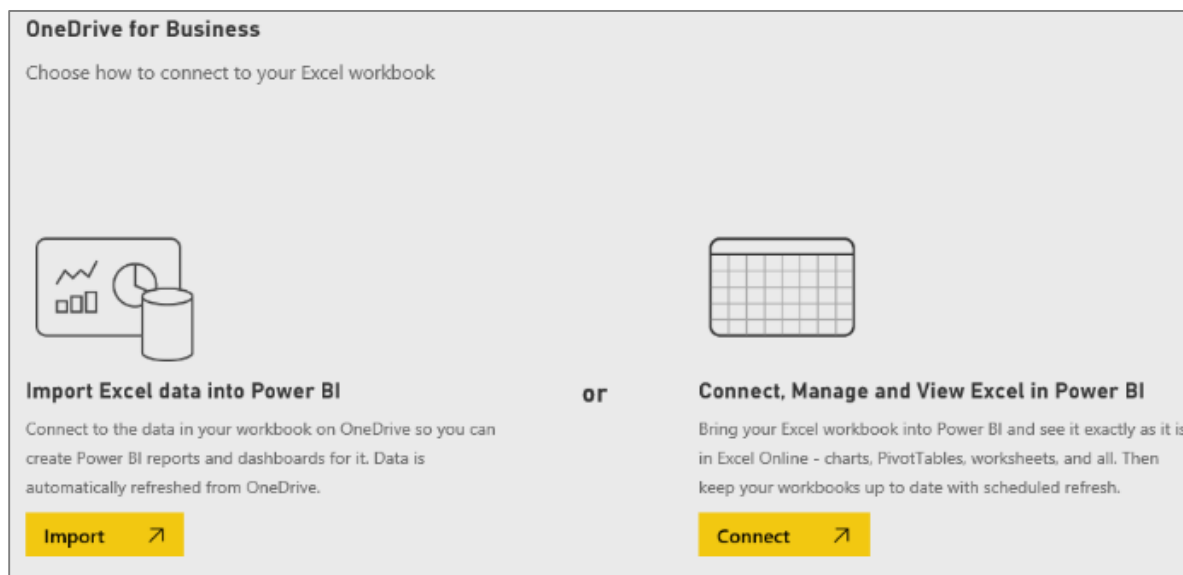 OneDrive for Business
Choose how to connect to your Excel workbook
Import Excel data into Power BI
Connect to the data in your workbook on OneDrive so you can
create Power BI reports and dashboards for it. Data is
automatically refreshed from OneDrive.
Import
or
Connect, Manage and View Excel in Power BI
Bring your Excel workbook into Power BI and see it exactly as it is
in Excel Online - charts, PivotTables, worksheets, and all. Then
keep your workbooks up to date with scheduled refresh.
Connect